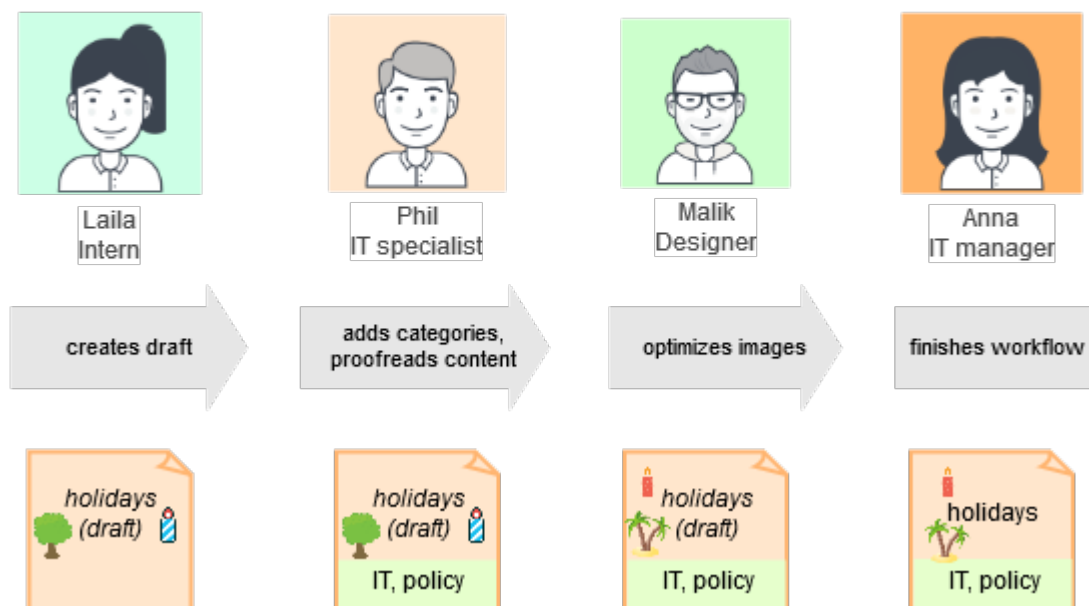 Laila
Intern
Phil
IT specialist
Malik
Designer
Anna
IT manager
creates draft
adds categories,
proofreads content
optimizes images
finishes workflow
holidays
(draft)
holidays
(draft)
IT, policy
holidays
(draft)
IT, policy
holidays
IT, policy